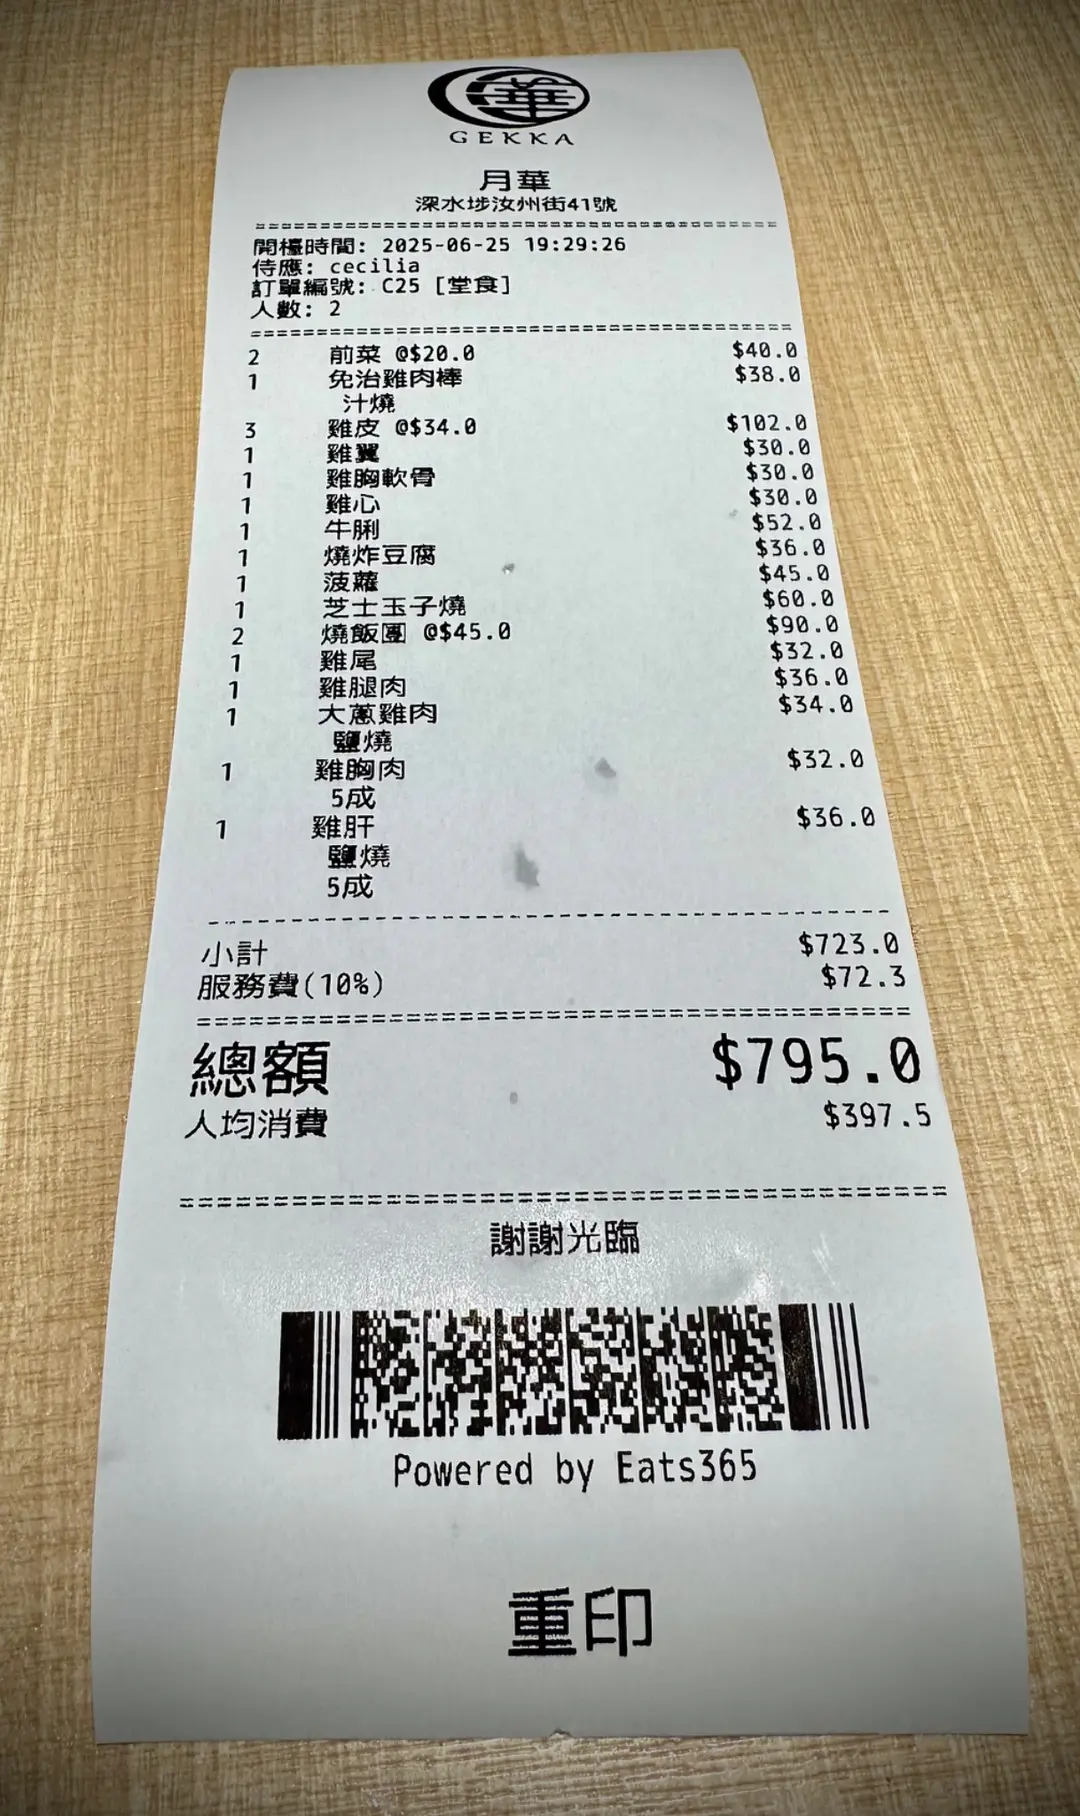 華
GEKKA
月華
深水埗汝州街41號
開檯時間: 2025-06-25 19:29:26
侍應: cecilia
訂單編號: C25 [堂食]
人數: 2
2 前菜 @$20.0 $40.0
1 免治雞肉棒 $38.0
汁燒
3 雞皮 @$34.0 $102.0
1 雞翼 $30.0
1 雞胸軟骨 $30.0
1 雞心 $30.0
1 牛脷 $52.0
1 燒炸豆腐 $36.0
1 菠蘿 $45.0
1 芝士玉子燒 $60.0
2 燒飯團 @$45.0 $90.0
1 雞尾 $32.0
1 雞腿肉 $36.0
1 大蔥雞肉 $34.0
鹽燒
1 雞胸肉 $32.0
5成
1 雞肝 $36.0
鹽燒
5成
小計 $723.0
服務費(10%) $72.3
總額 $795.0
人均消費 $397.5
謝謝光臨
Powered by Eats365
重印